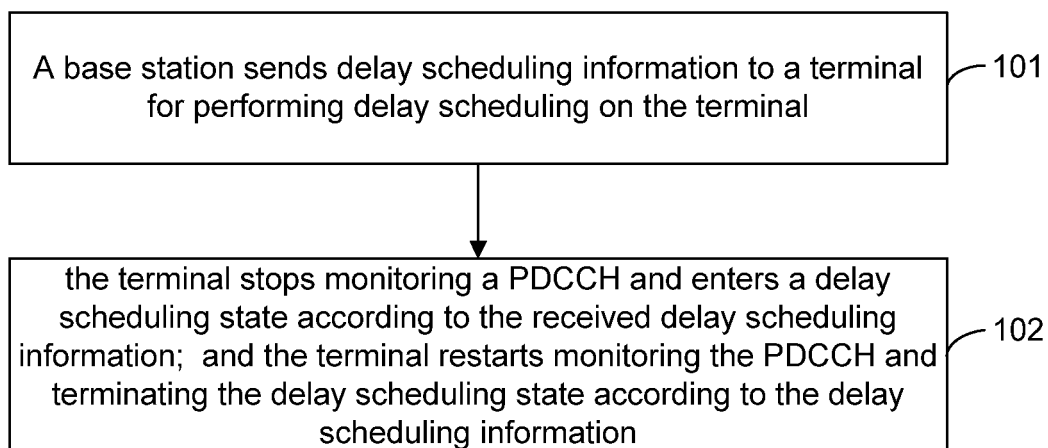 A base station sends delay scheduling information to a terminal
for performing delay scheduling on the terminal
101
the terminal stops monitoring a PDCCH and enters a delay
scheduling state according to the received delay scheduling
information; and the terminal restarts monitoring the PDCCH and
terminating the delay scheduling state according to the delay
scheduling information
102